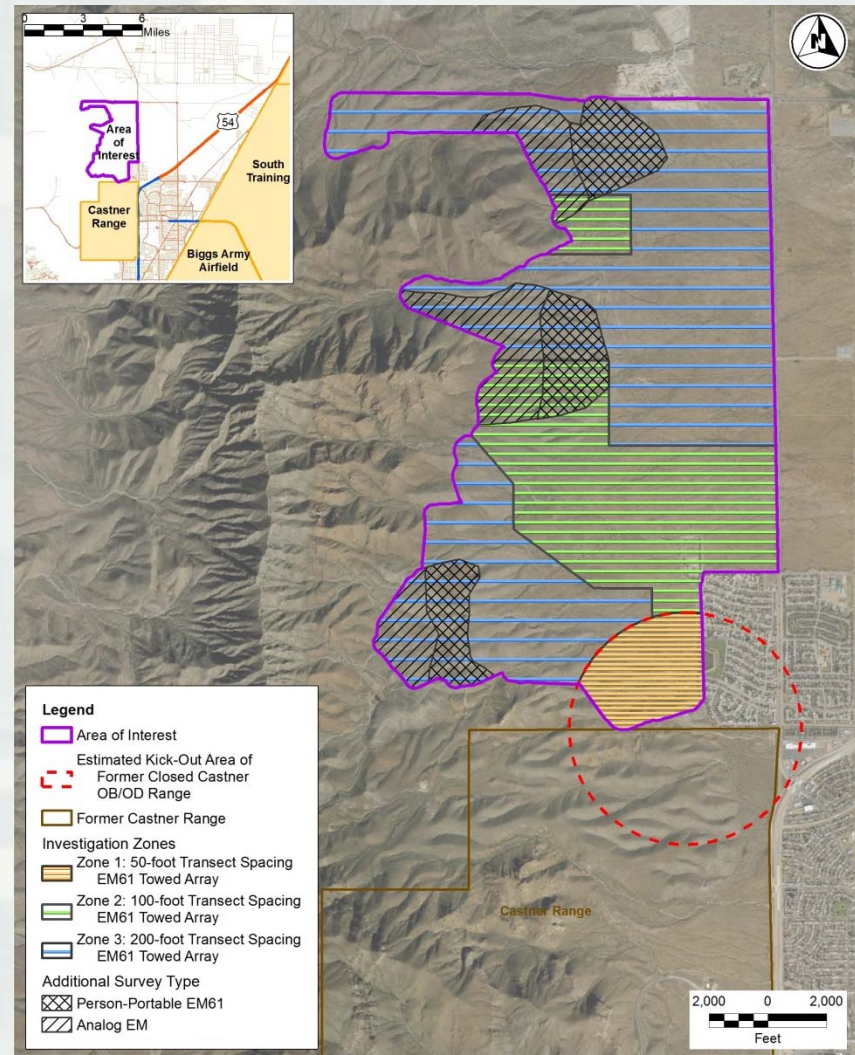 0 3 6
Miles
N
54
Area
of
Interest
South
Training
Castner
Range
Biggs Army
Airfield
Legend
Area of Interest
Estimated Kick-Out Area of
Former Closed Castner
OB/OD Range
Former Castner Range
Investigation Zones
Zone 1: 50-foot Transect Spacing
EM61 Towed Array
Zone 2: 100-foot Transect Spacing
EM61 Towed Array
Zone 3: 200-foot Transect Spacing
EM61 Towed Array
Additional Survey Type
Person-Portable EM61
Analog EM
Castner Range
2,000 0 2,000
Feet